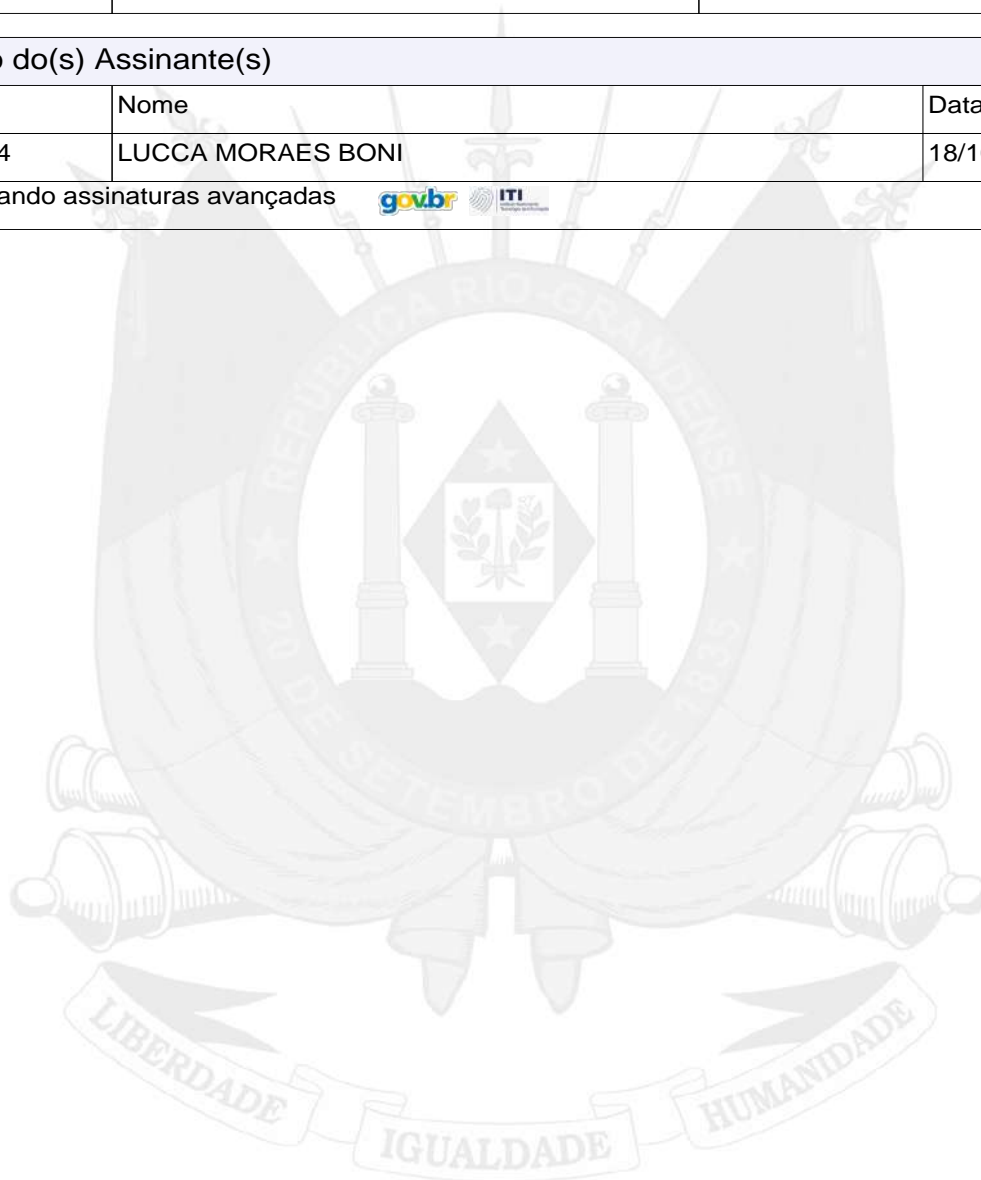 o do(s) Assinante(s)
Nome Data
4 LUCCA MORAES BONI 18/1
ando assinaturas avançadas gov.br ITI
REPÚBLICA RIO-GRANDENSE
20 DE SETEMBRO DE 1835
LIBERDADE IGUALDADE HUMANIDADE